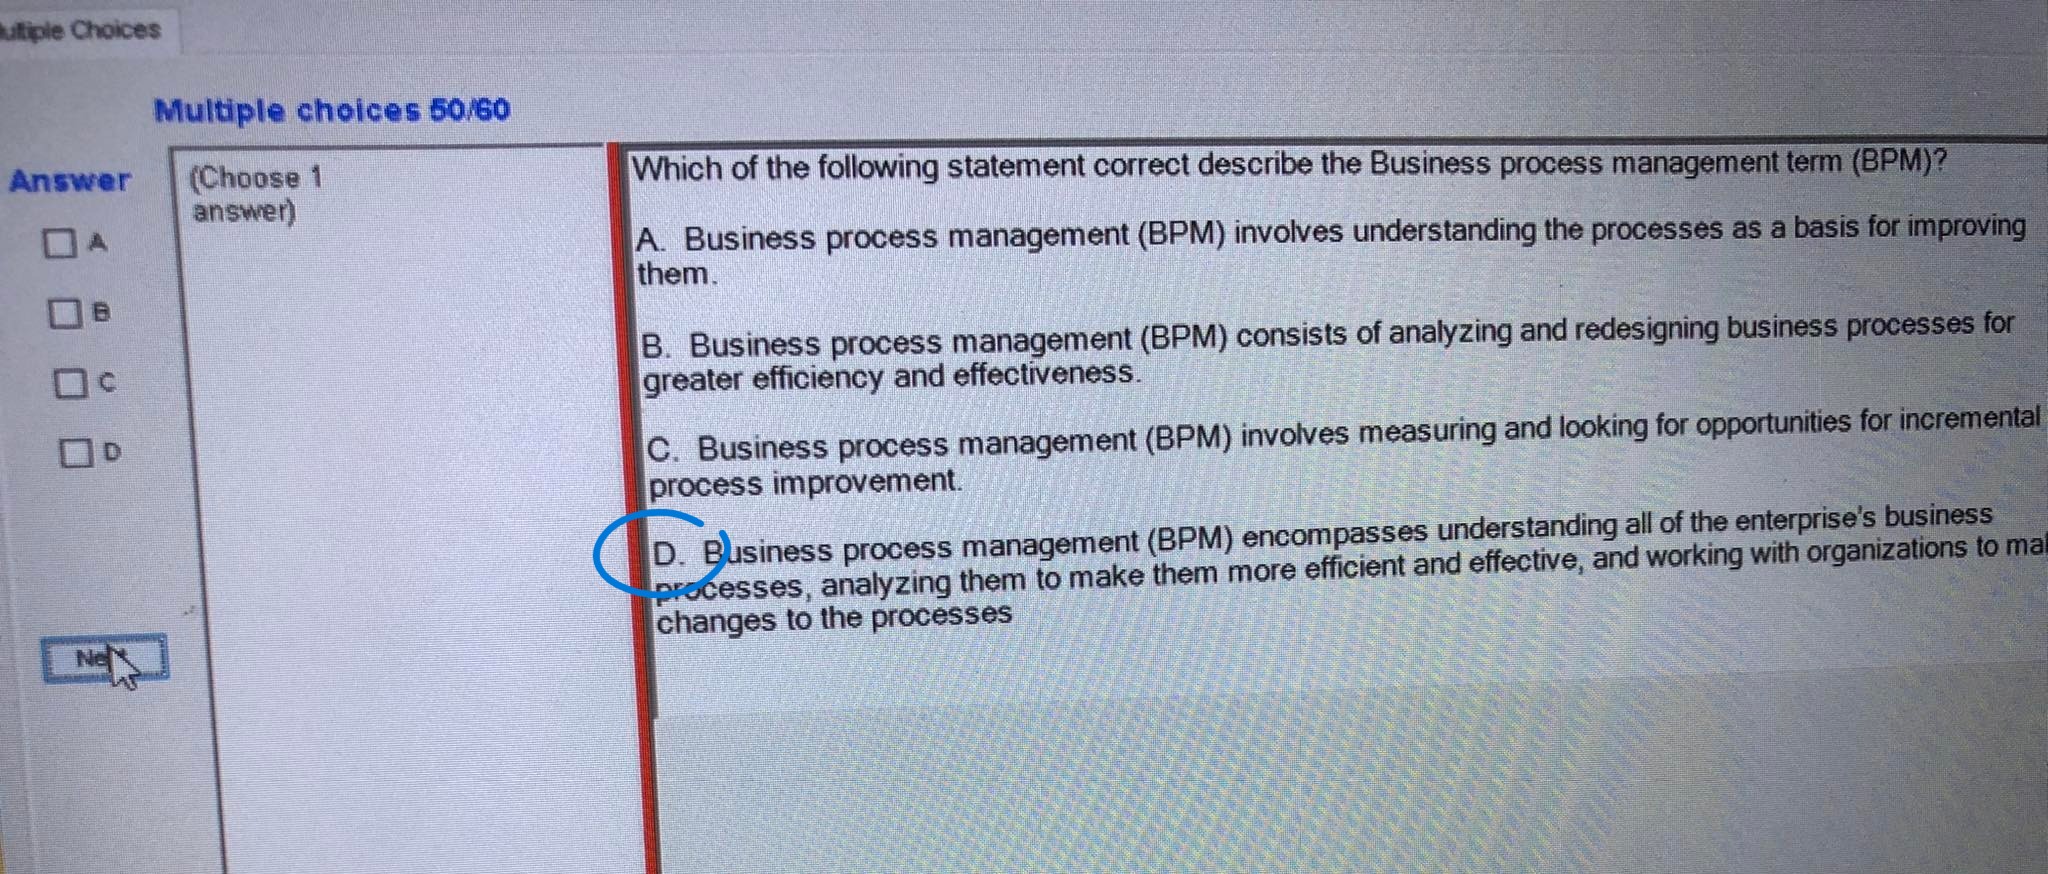 ultiple Choices
Multiple choices 50/60
Answer
(Choose 1
answer)
A
B
C
D
Which of the following statement correct describe the Business process management term (BPM)?
A. Business process management (BPM) involves understanding the processes as a basis for improving
them.
B. Business process management (BPM) consists of analyzing and redesigning business processes for
greater efficiency and effectiveness.
C. Business process management (BPM) involves measuring and looking for opportunities for incremental
process improvement.
D. Business process management (BPM) encompasses understanding all of the enterprise's business
processes, analyzing them to make them more efficient and effective, and working with organizations to
changes to the processes